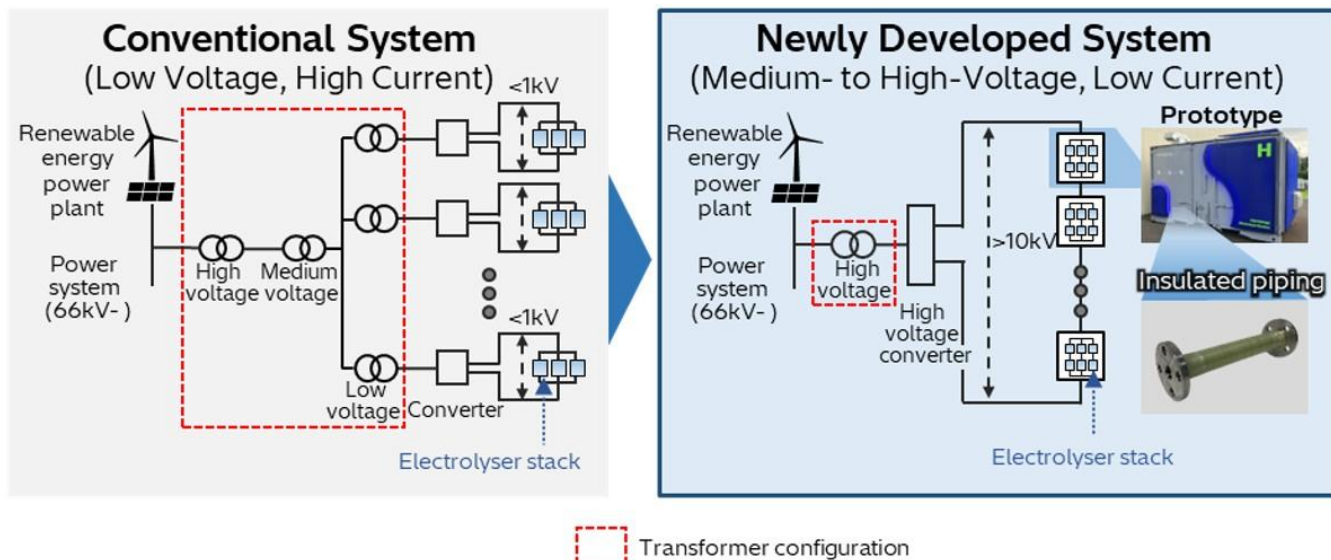 Conventional System
(Low Voltage, High Current)
Renewable
energy
power
plant
Power
system
(66kV- )
High
voltage
Medium
voltage
Low
voltage
Converter
<1kV
<1kV
Electrolyser stack
Newly Developed System
(Medium- to High-Voltage, Low Current)
Renewable
energy
power
plant
Power
system
(66kV- )
High
voltage
High
voltage
converter
>10kV
Prototype
H
Insulated piping
Electrolyser stack
Transformer configuration